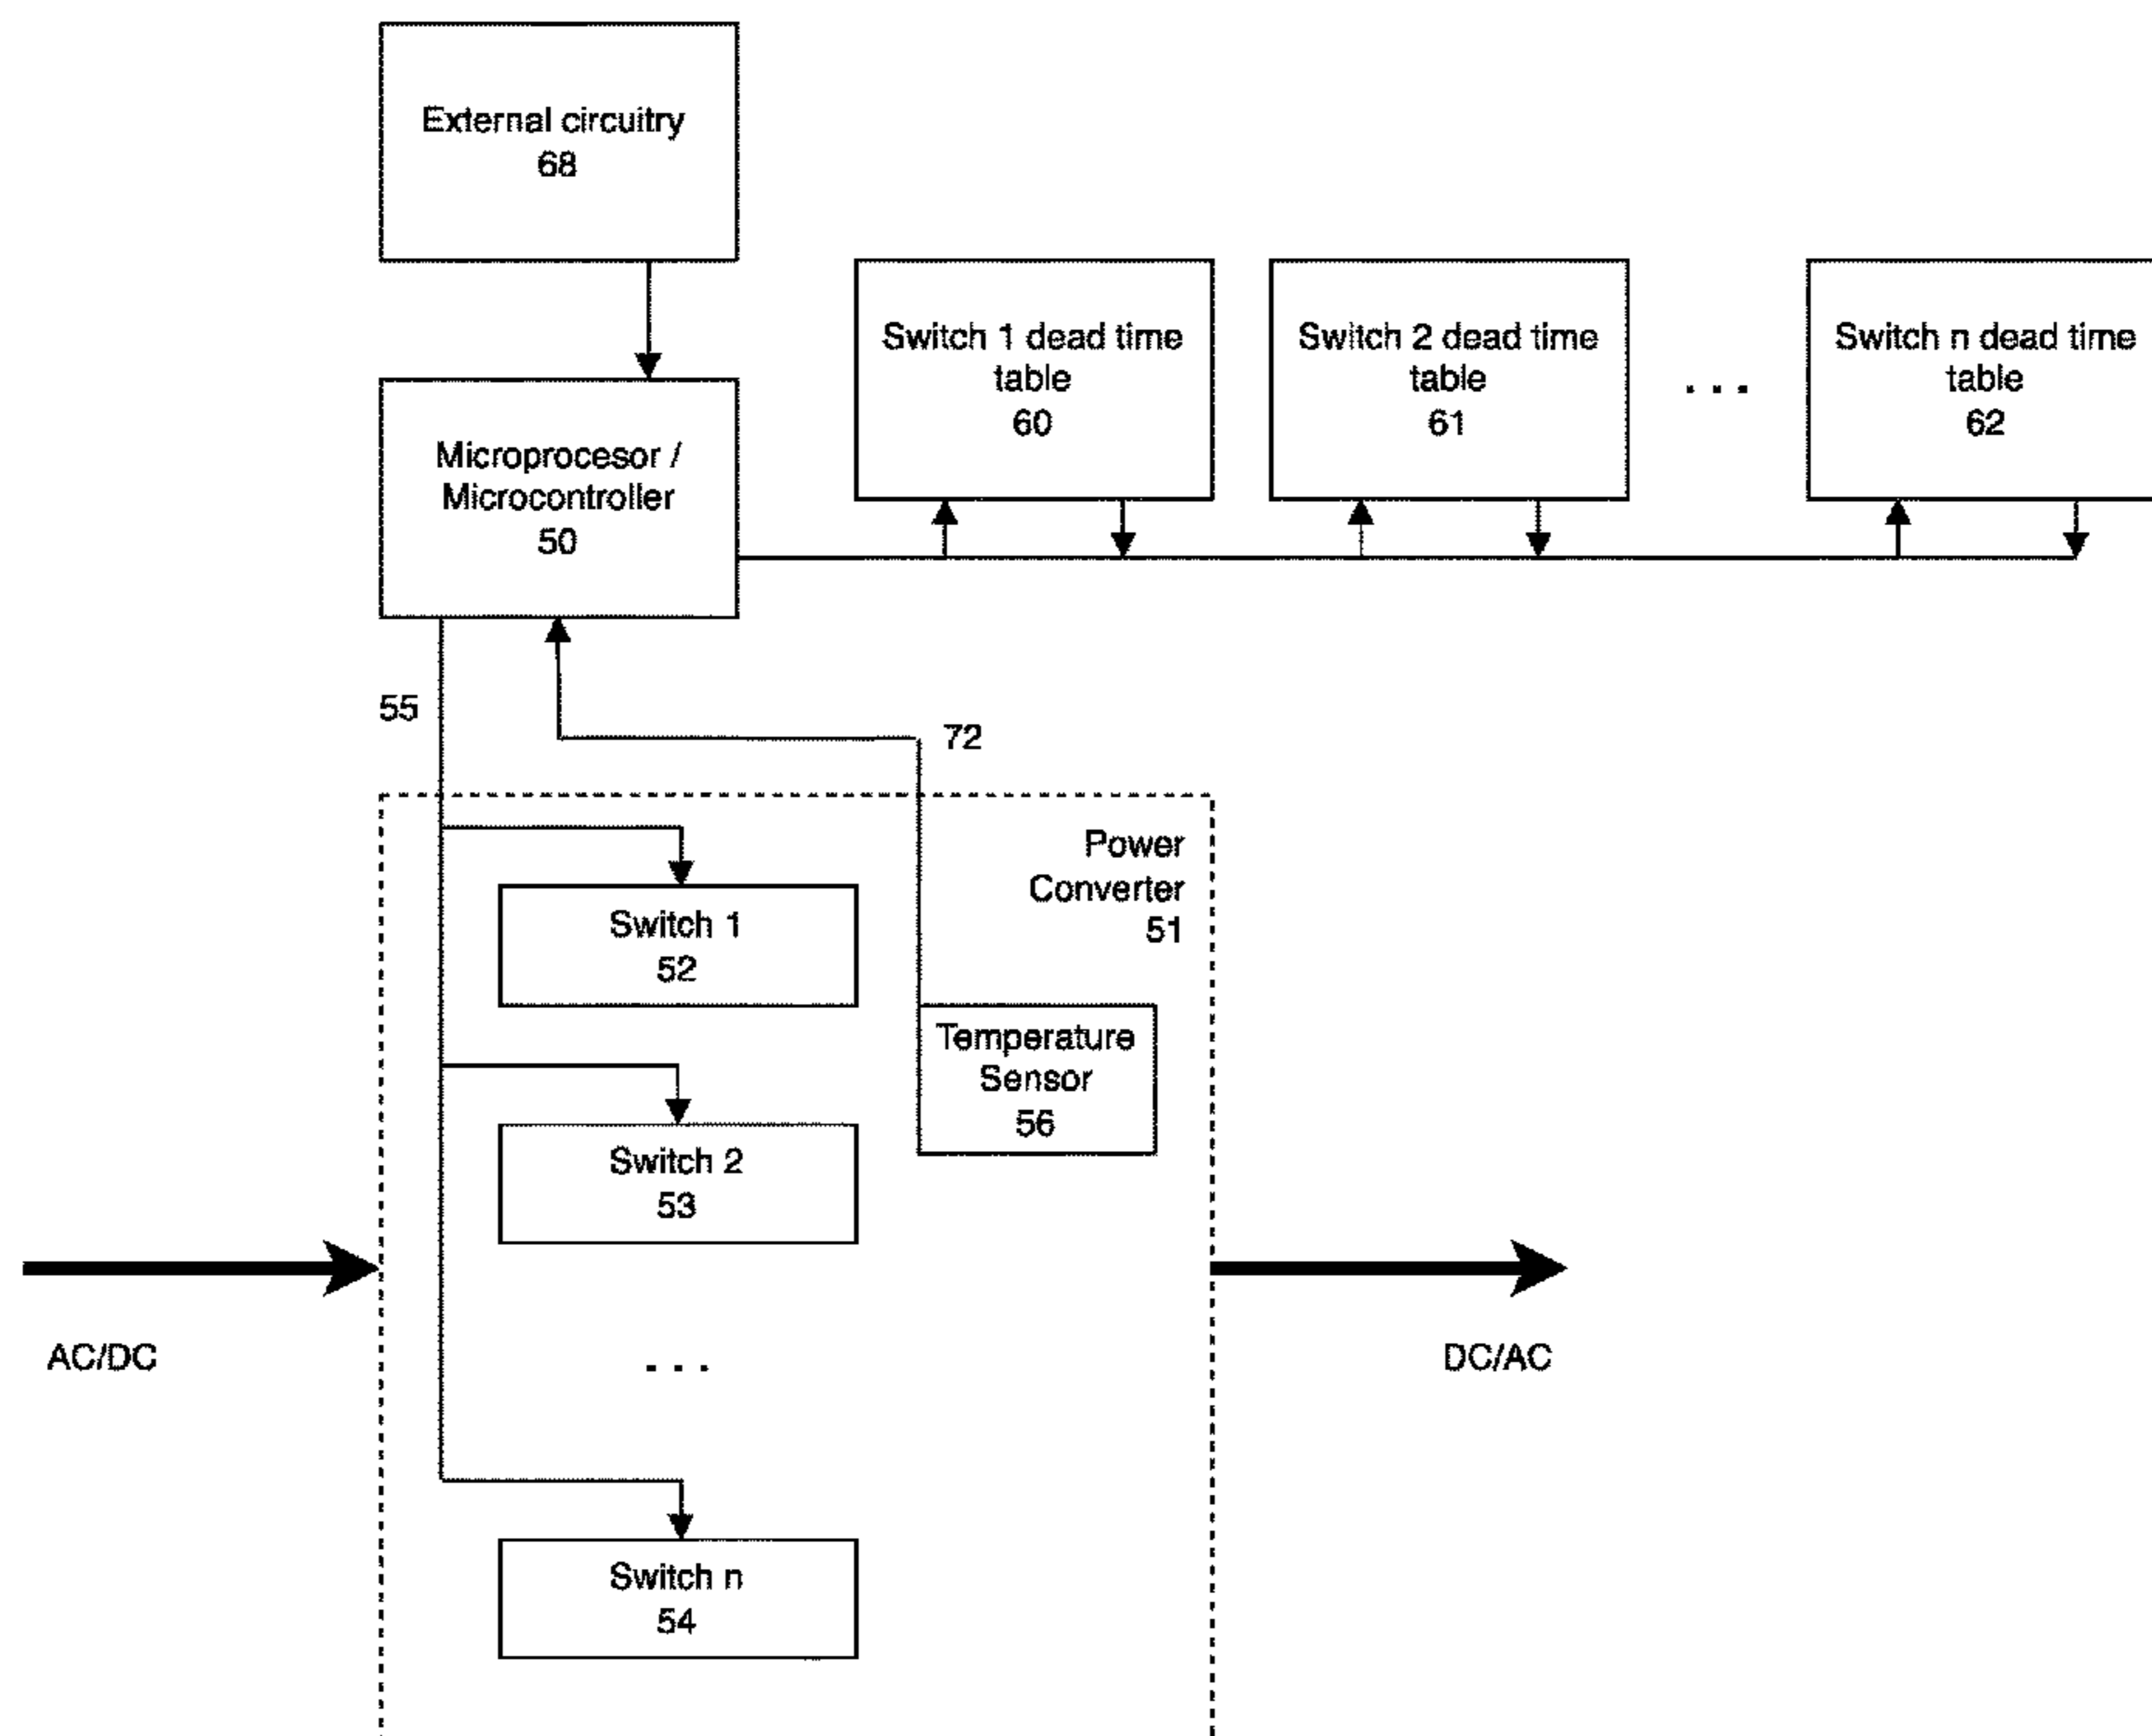 External circuitry
68
Microprocesor /
Microcontroller
50
Switch 1 dead time
table
60
Switch 2 dead time
table
61
. . .
Switch n dead time
table
62
55
72
Power
Converter
51
Switch 1
52
Temperature
Sensor
56
Switch 2
53
. . .
Switch n
54
AC/DC
DC/AC